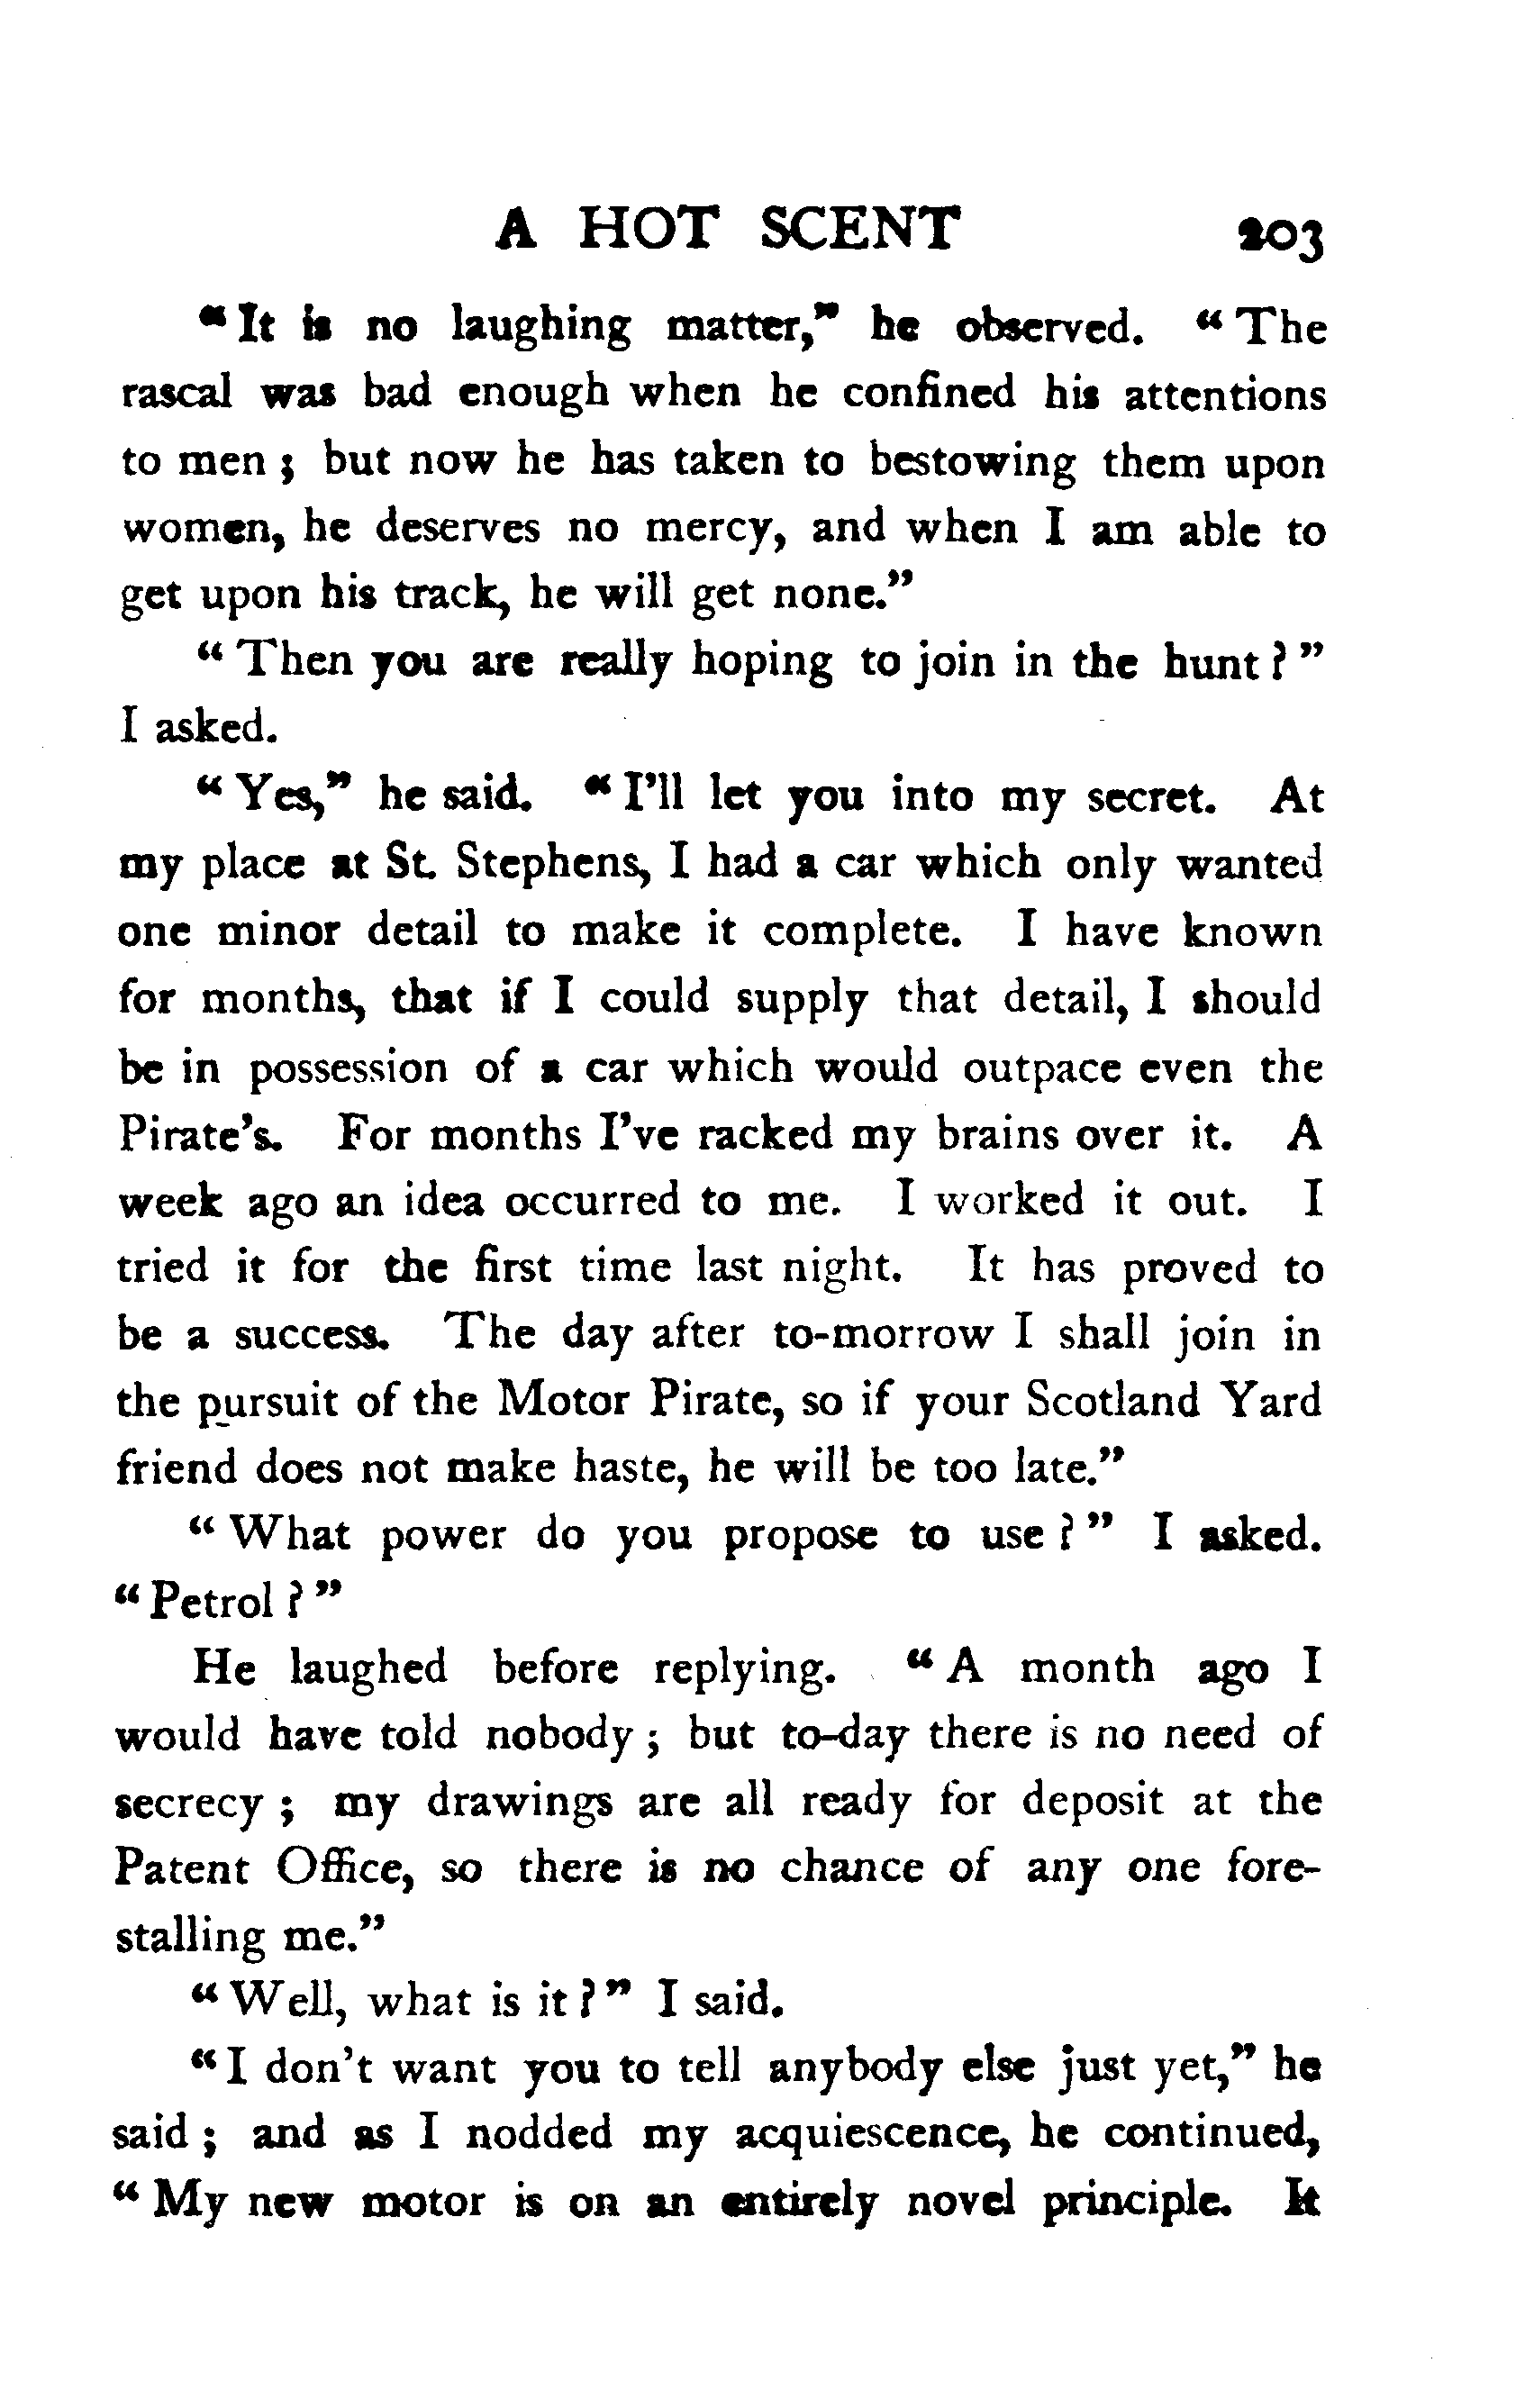 A HOT SCENT 203
“It is no laughing matter,” he observed. “The
rascal was bad enough when he confined his attentions
to men; but now he has taken to bestowing them upon
women, he deserves no mercy, and when I am able to
get upon his track, he will get none.”
“Then you are really hoping to join in the hunt?”
I asked.
“Yes,” he said. “I’ll let you into my secret. At
my place at St. Stephens, I had a car which only wanted
one minor detail to make it complete. I have known
for months, that if I could supply that detail, I should
be in possession of a car which would outpace even the
Pirate’s. For months I’ve racked my brains over it. A
week ago an idea occurred to me. I worked it out. I
tried it for the first time last night. It has proved to
be a success. The day after to-morrow I shall join in
the pursuit of the Motor Pirate, so if your Scotland Yard
friend does not make haste, he will be too late.”
“What power do you propose to use?” I asked.
“Petrol?”
He laughed before replying. “A month ago I
would have told nobody; but to-day there is no need of
secrecy; my drawings are all ready for deposit at the
Patent Office, so there is no chance of any one fore-
stalling me.”
“Well, what is it?” I said.
“I don’t want you to tell anybody else just yet,” he
said; and as I nodded my acquiescence, he continued,
“My new motor is on an entirely novel principle. It